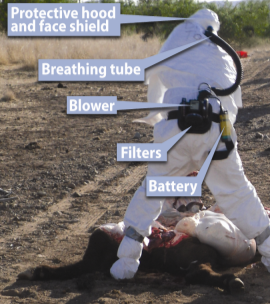 Protective hood
and face shield
Breathing tube
Blower
Filters
Battery